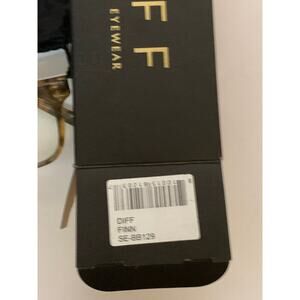 FF
EYEWEAR
DIFF
FINN
SE-BB129